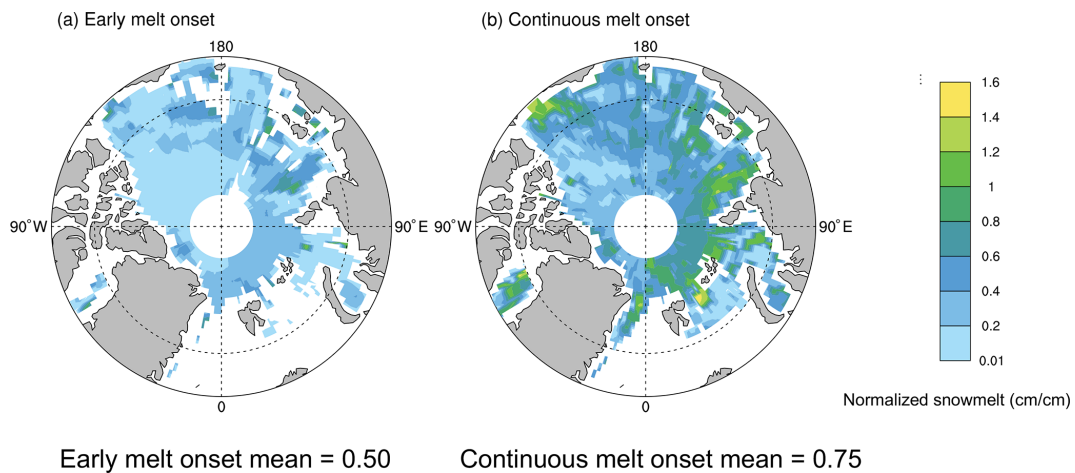 (a) Early melt onset
(b) Continuous melt onset
180
180
90°W
90°E
90°W
90°E
0
0
1.6
1.4
1.2
1
0.8
0.6
0.4
0.2
0.01
Normalized snowmelt (cm/cm)
Early melt onset mean = 0.50
Continuous melt onset mean = 0.75